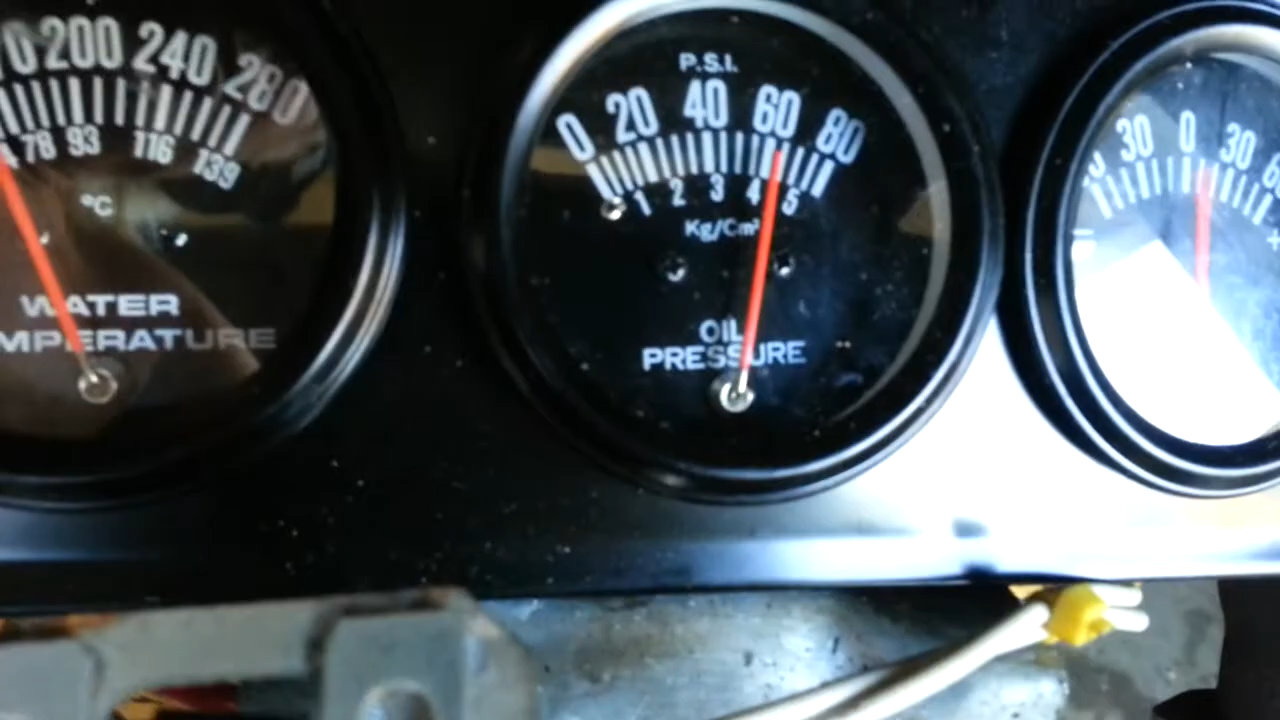 200 240 280
78 93 116 139
°C
WATER
MPERATURE
P.S.I.
0 20 40 60 80
1 2 3 4 5
Kg/Cm²
OIL
PRESSURE
30 0 30
- +